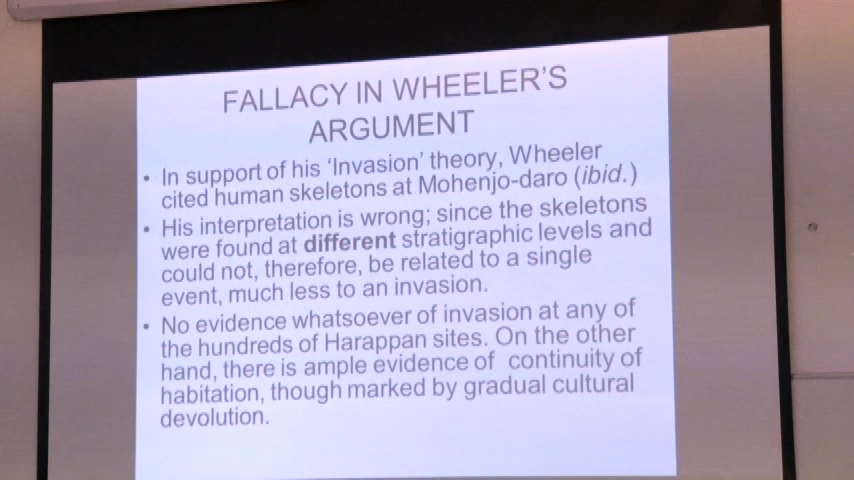 FALLACY IN WHEELER'S
ARGUMENT
• In support of his 'Invasion' theory, Wheeler
cited human skeletons at Mohenjo-daro (ibid.)
• His interpretation is wrong; since the skeletons
were found at different stratigraphic levels and
could not, therefore, be related to a single
event, much less to an invasion.
• No evidence whatsoever of invasion at any of
the hundreds of Harappan sites. On the other
hand, there is ample evidence of continuity of
habitation, though marked by gradual cultural
devolution.